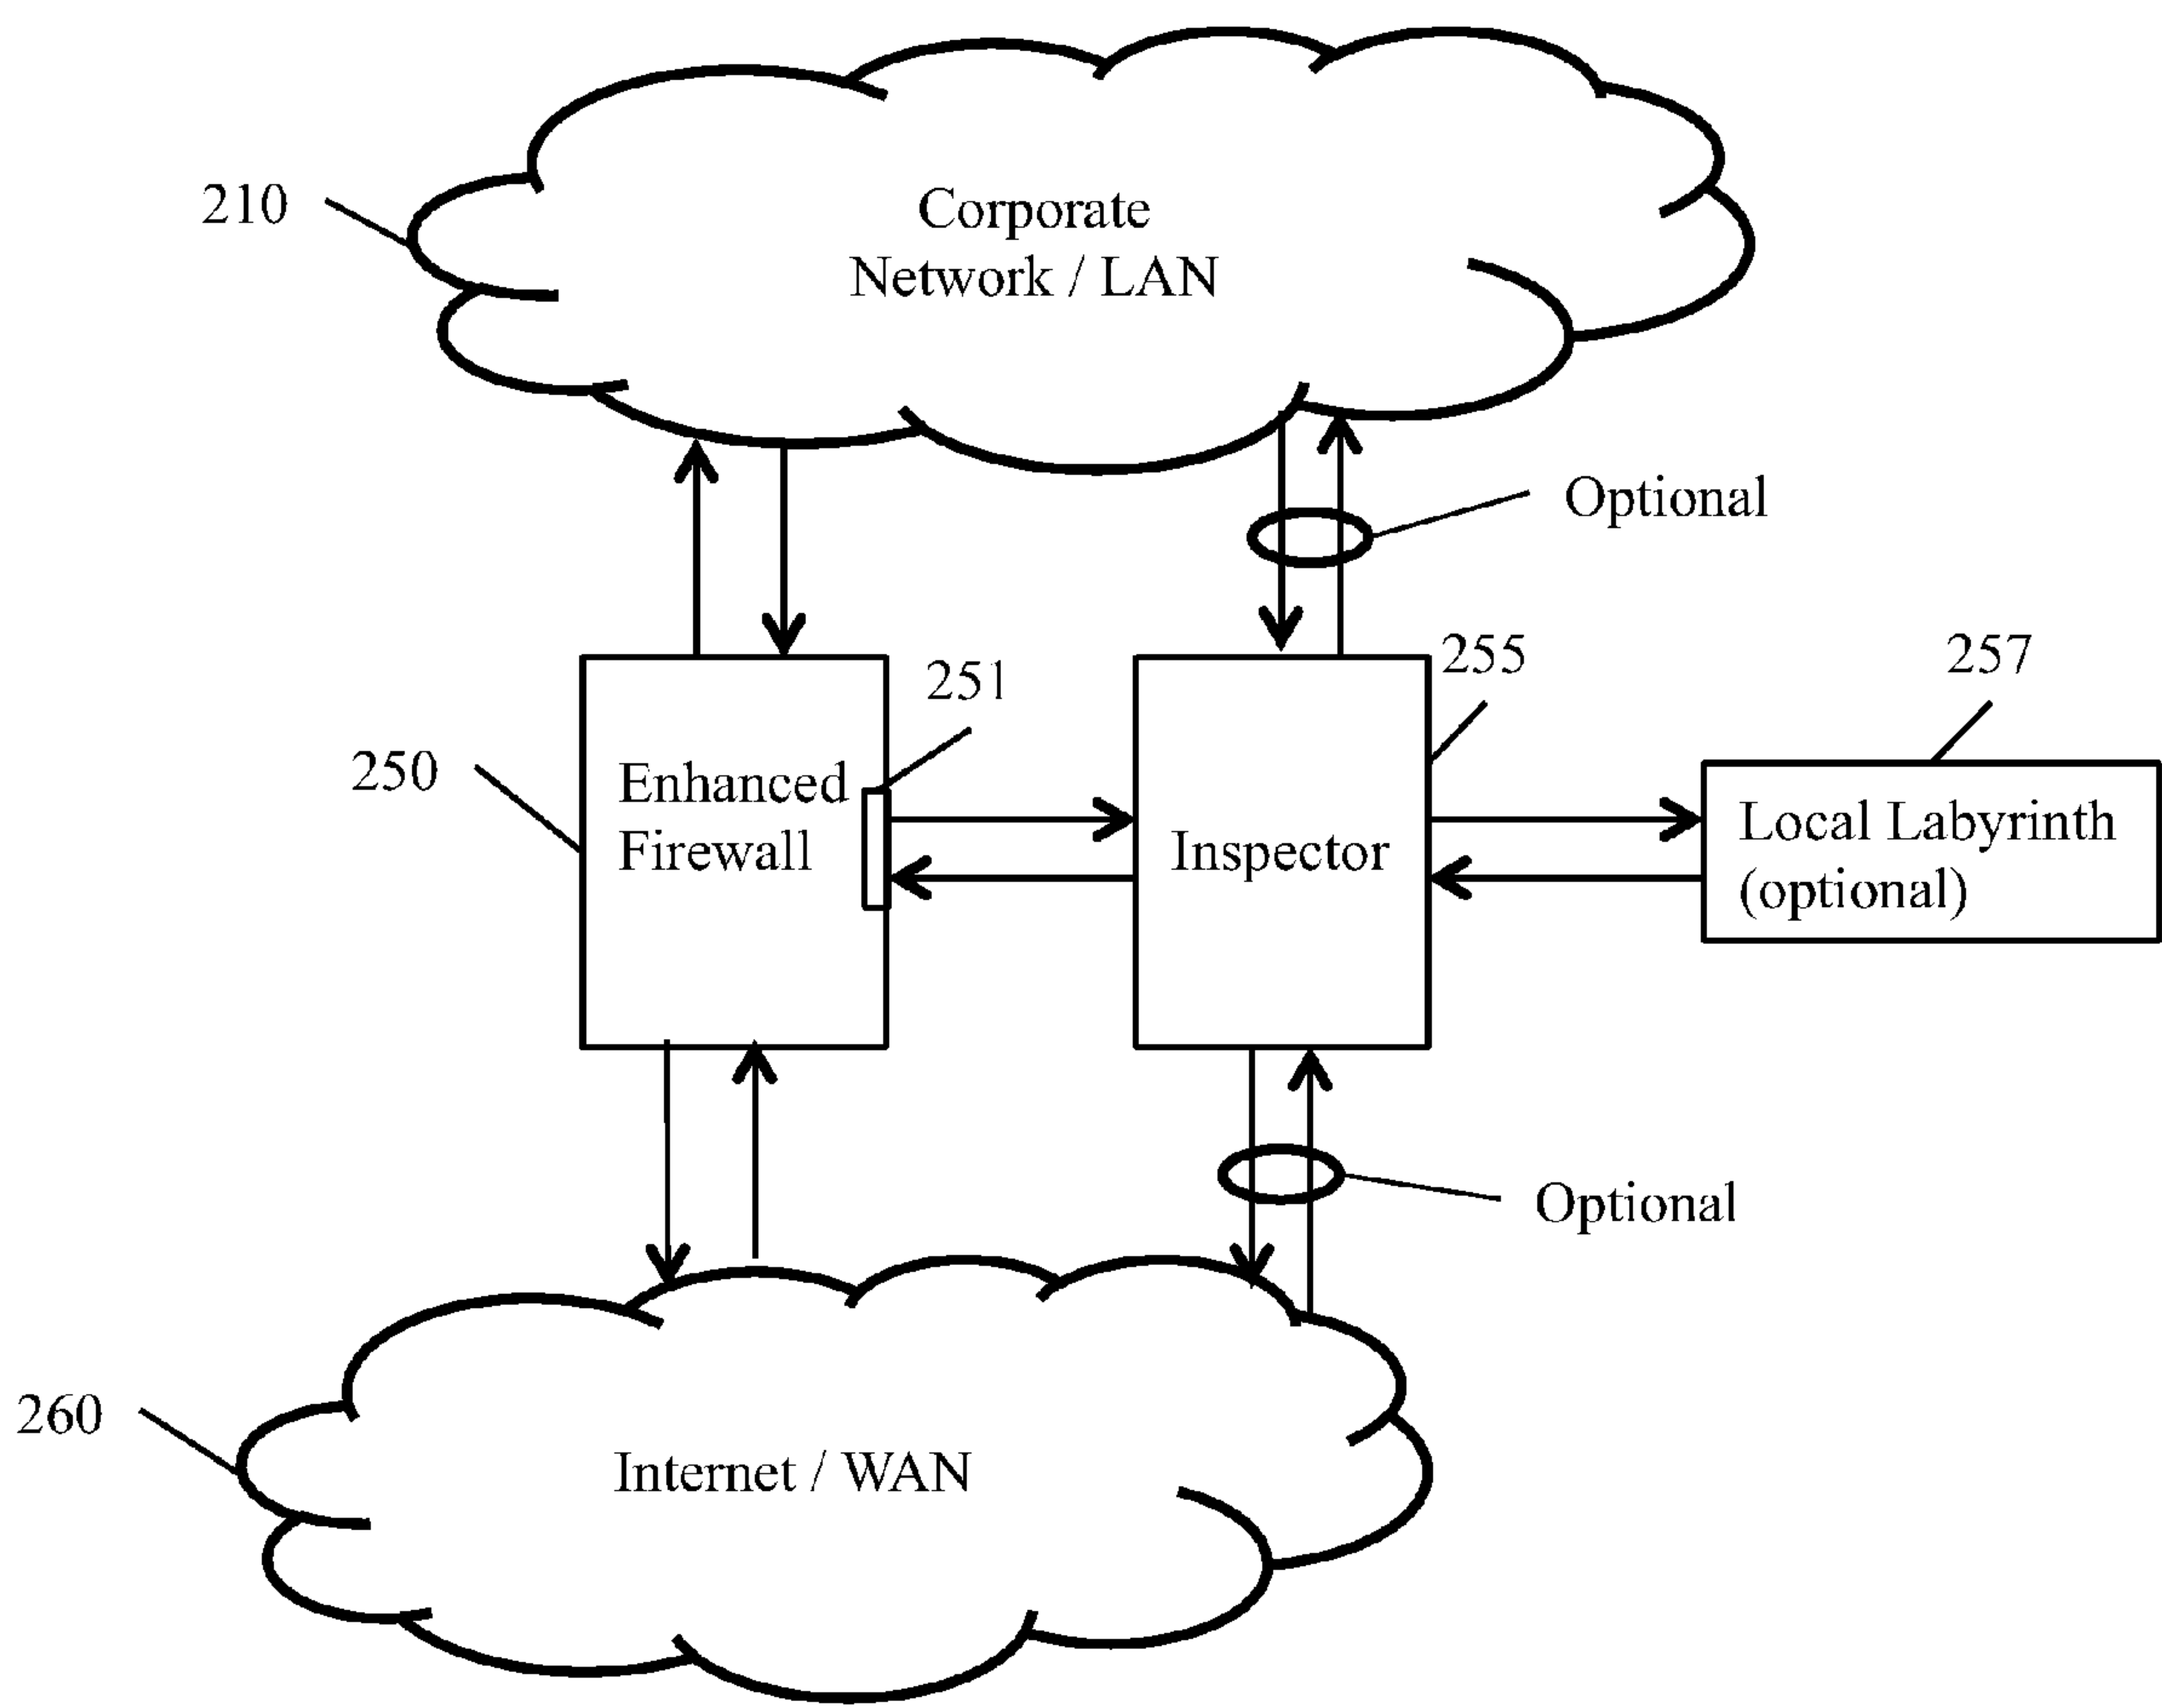 210
Corporate
Network / LAN
Optional
250
Enhanced
Firewall
251
Inspector
255
257
Local Labyrinth
(optional)
Optional
260
Internet / WAN